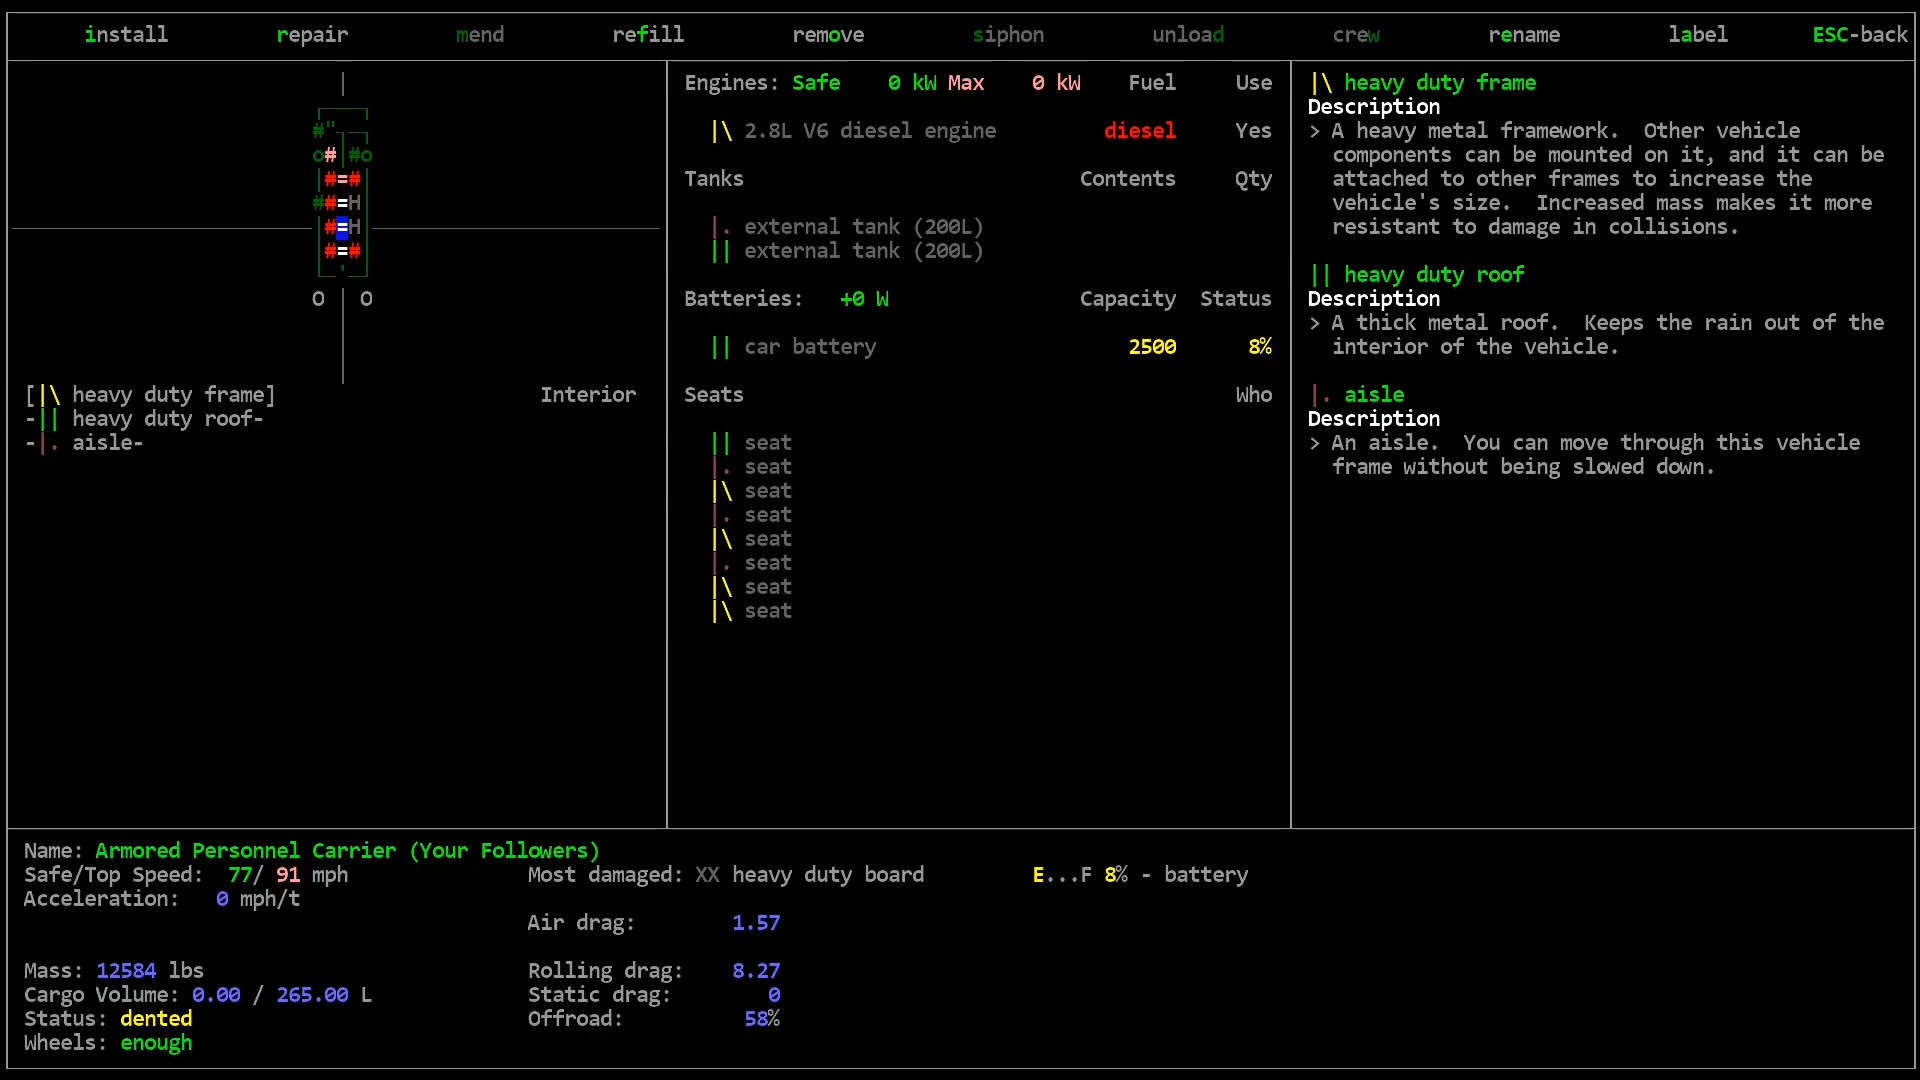 install repair mend refill remove siphon unload crew rename label ESC-back
Engines: Safe 0 kW Max 0 kW Fuel Use
|\ 2.8L V6 diesel engine diesel Yes
Tanks Contents Qty
|. external tank (200L)
|| external tank (200L)
Batteries: +0 W Capacity Status
|| car battery 2500 8%
Seats Who
|| seat
|. seat
|\ seat
|. seat
|\ seat
|. seat
|\ seat
|\ seat
[|\ heavy duty frame] Interior
-|| heavy duty roof-
-|. aisle-
|\ heavy duty frame
Description
> A heavy metal framework. Other vehicle
components can be mounted on it, and it can be
attached to other frames to increase the
vehicle's size. Increased mass makes it more
resistant to damage in collisions.
|| heavy duty roof
Description
> A thick metal roof. Keeps the rain out of the
interior of the vehicle.
|. aisle
Description
> An aisle. You can move through this vehicle
frame without being slowed down.
Name: Armored Personnel Carrier (Your Followers)
Safe/Top Speed: 77/ 91 mph Most damaged: XX heavy duty board E...F 8% - battery
Acceleration: 0 mph/t
Air drag: 1.57
Mass: 12584 lbs Rolling drag: 8.27
Cargo Volume: 0.00 / 265.00 L Static drag: 0
Status: dented Offroad: 58%
Wheels: enough